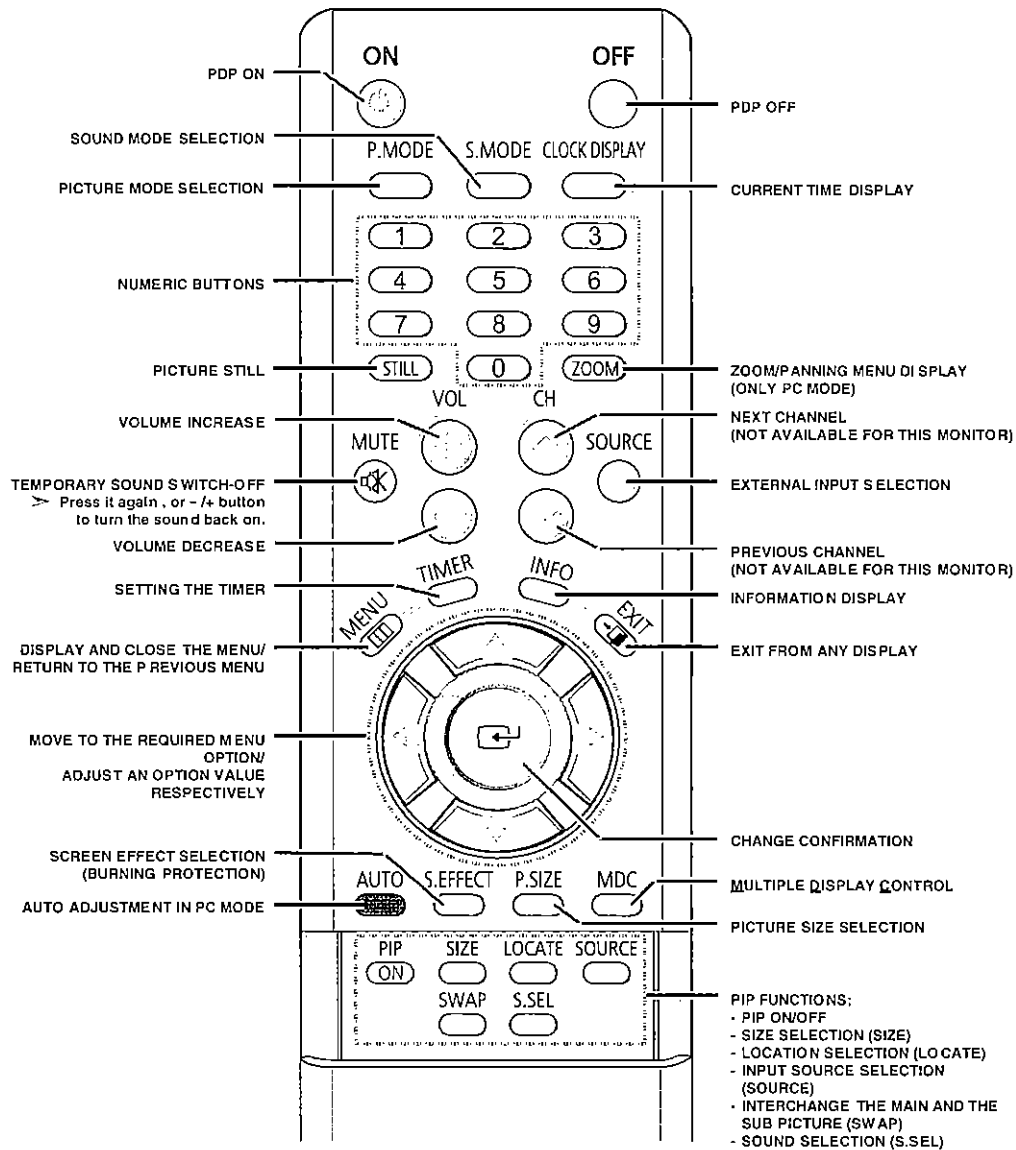 ON
OFF
PDP ON
PDP OFF
SOUND MODE SELECTION
P.MODE
S.MODE
CLOCK DISPLAY
PICTURE MODE SELECTION
CURRENT TIME DISPLAY
1
2
3
NUMERIC BUTTONS
4
5
6
7
8
9
PICTURE STILL
STILL
0
ZOOM
ZOOM/PANNING MENU DISPLAY
(ONLY PC MODE)
VOL
CH
VOLUME INCREASE
NEXT CHANNEL
(NOT AVAILABLE FOR THIS MONITOR)
MUTE
SOURCE
TEMPORARY SOUND SWITCH-OFF
➣ Press it again , or – /+ button
to turn the sound back on.
EXTERNAL INPUT SELECTION
VOLUME DECREASE
PREVIOUS CHANNEL
(NOT AVAILABLE FOR THIS MONITOR)
SETTING THE TIMER
TIMER
INFO
INFORMATION DISPLAY
MENU
EXIT
DISPLAY AND CLOSE THE MENU/
RETURN TO THE PREVIOUS MENU
EXIT FROM ANY DISPLAY
MOVE TO THE REQUIRED MENU
OPTION/
ADJUST AN OPTION VALUE
RESPECTIVELY
CHANGE CONFIRMATION
SCREEN EFFECT SELECTION
(BURNING PROTECTION)
AUTO
S.EFFECT
P.SIZE
MDC
MULTIPLE DISPLAY CONTROL
AUTO ADJUSTMENT IN PC MODE
PICTURE SIZE SELECTION
PIP
SIZE
LOCATE
SOURCE
ON
SWAP
S.SEL
PIP FUNCTIONS;
- PIP ON/OFF
- SIZE SELECTION (SIZE)
- LOCATION SELECTION (LOCATE)
- INPUT SOURCE SELECTION
(SOURCE)
- INTERCHANGE THE MAIN AND THE
SUB PICTURE (SWAP)
- SOUND SELECTION (S.SEL)